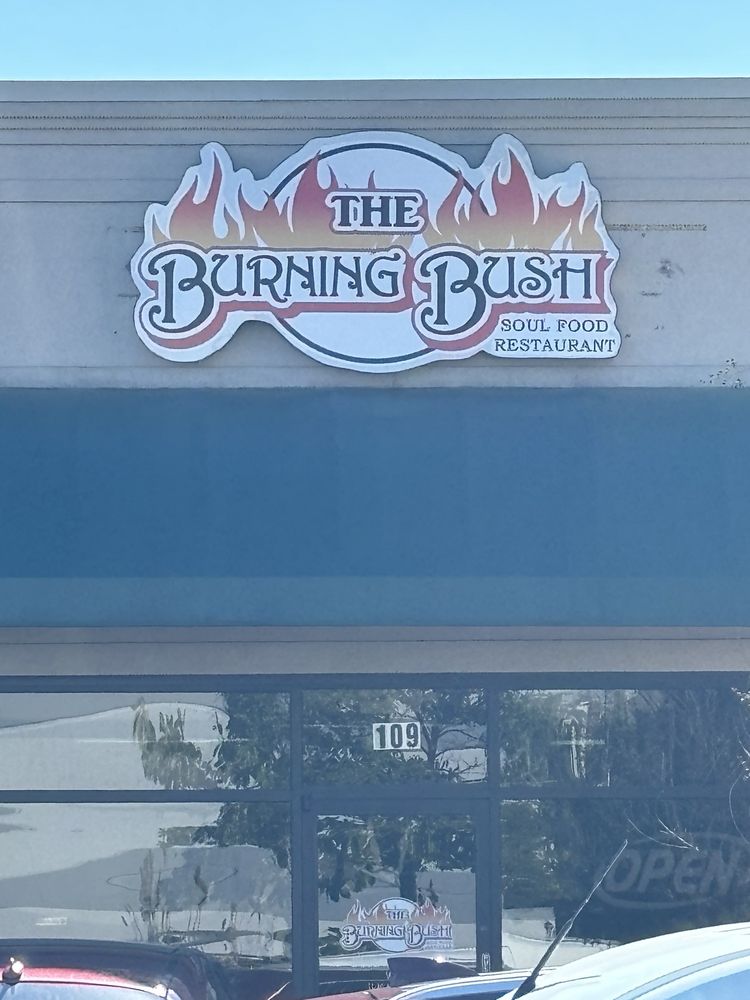 THE
BURNING BUSH
SOUL FOOD
RESTAURANT
109
OPEN
THE
BURNING BUSH